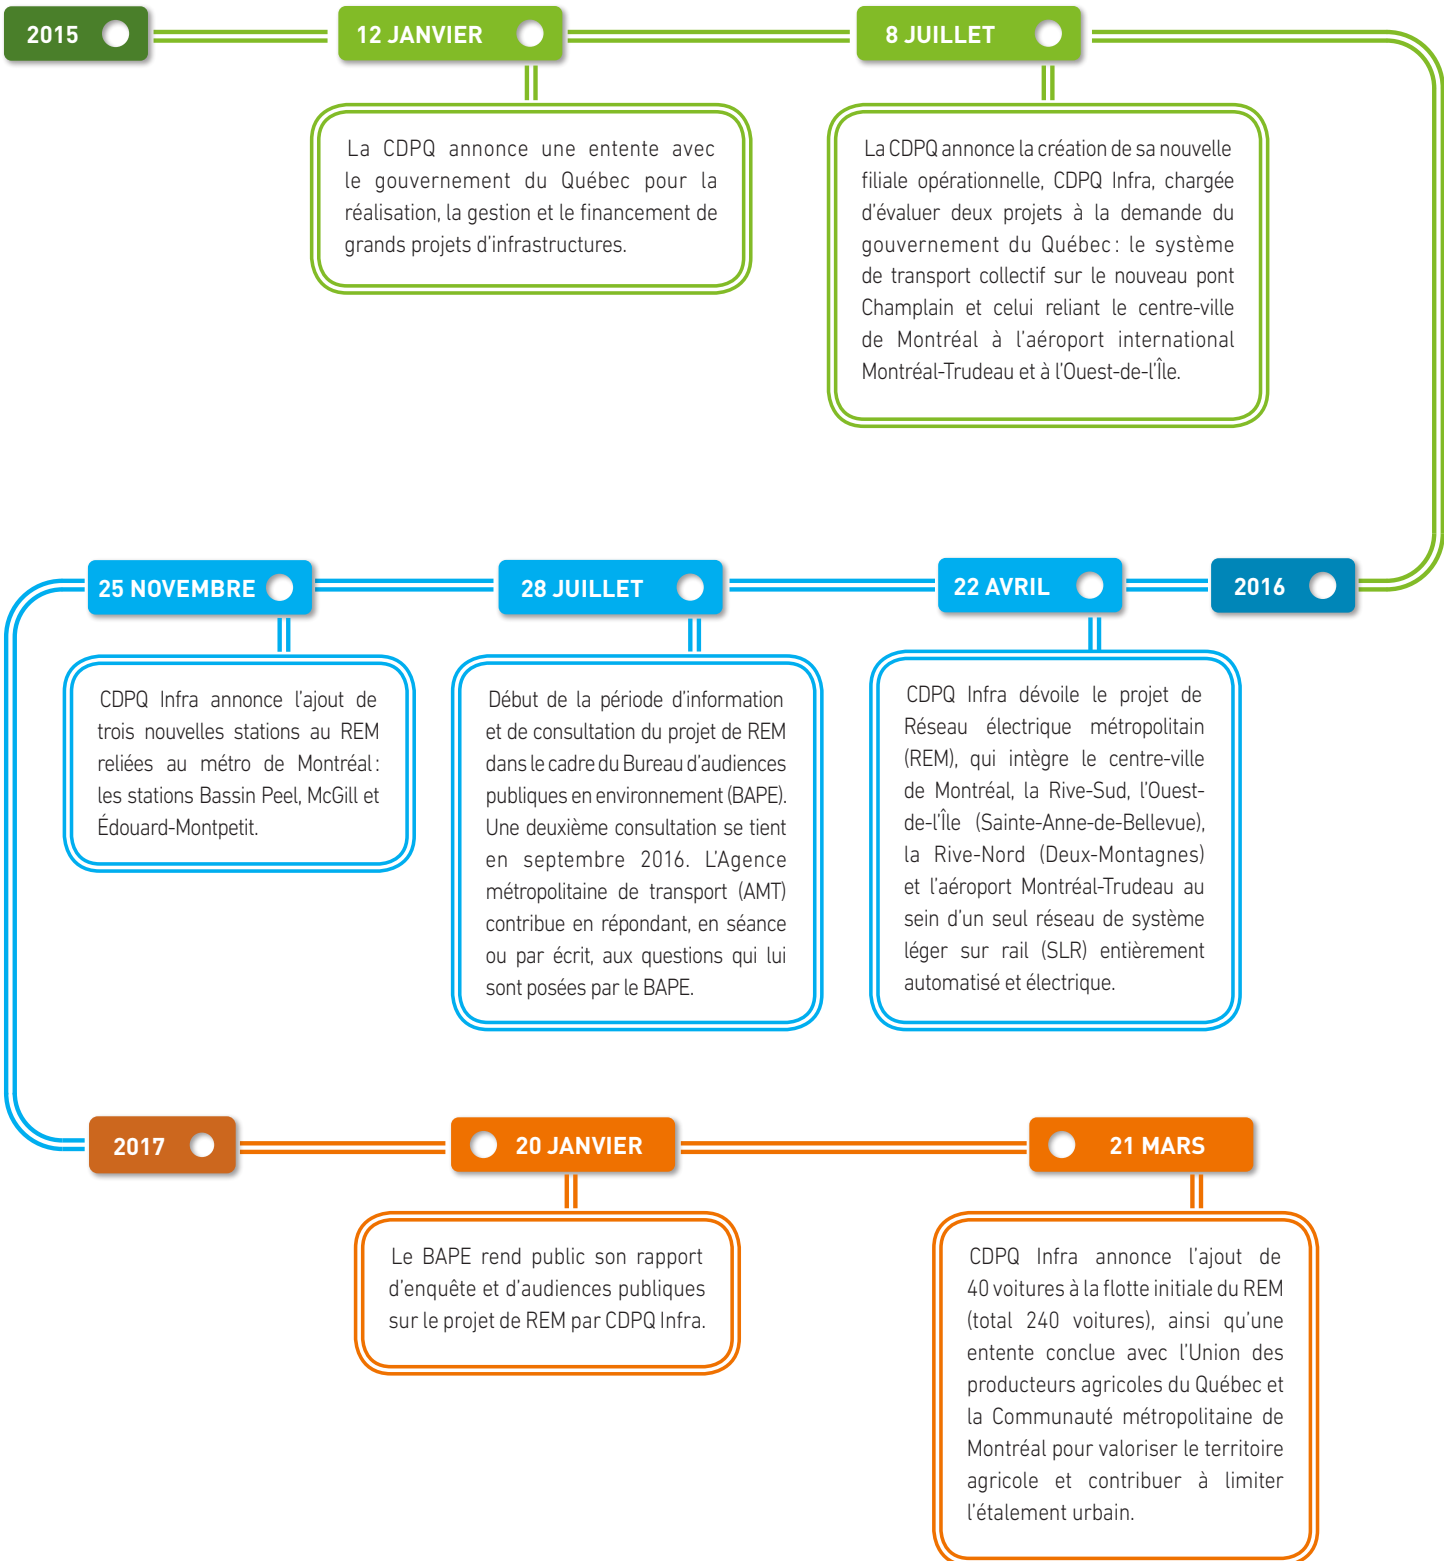 2015
12 JANVIER
La CDPQ annonce une entente avec
le gouvernement du Québec pour la
réalisation, la gestion et le financement de
grands projets d'infrastructures.
8 JUILLET
La CDPQ annonce la création de sa nouvelle
filiale opérationnelle, CDPQ Infra, chargée
d'évaluer deux projets à la demande du
gouvernement du Québec : le système
de transport collectif sur le nouveau pont
Champlain et celui reliant le centre-ville
de Montréal à l'aéroport international
Montréal-Trudeau et à l'Ouest-de-l'Île.
2016
22 AVRIL
CDPQ Infra dévoile le projet de
Réseau électrique métropolitain
(REM), qui intègre le centre-ville
de Montréal, la Rive-Sud, l'Ouest-
de-l'Île (Sainte-Anne-de-Bellevue),
la Rive-Nord (Deux-Montagnes)
et l'aéroport Montréal-Trudeau au
sein d'un seul réseau de système
léger sur rail (SLR) entièrement
automatisé et électrique.
28 JUILLET
Début de la période d'information
et de consultation du projet de REM
dans le cadre du Bureau d'audiences
publiques en environnement (BAPE).
Une deuxième consultation se tient
en septembre 2016. L'Agence
métropolitaine de transport (AMT)
contribue en répondant, en séance
ou par écrit, aux questions qui lui
sont posées par le BAPE.
25 NOVEMBRE
CDPQ Infra annonce l'ajout de
trois nouvelles stations au REM
reliées au métro de Montréal :
les stations Bassin Peel, McGill et
Édouard-Montpetit.
2017
20 JANVIER
Le BAPE rend public son rapport
d'enquête et d'audiences publiques
sur le projet de REM par CDPQ Infra.
21 MARS
CDPQ Infra annonce l'ajout de
40 voitures à la flotte initiale du REM
(total 240 voitures), ainsi qu'une
entente conclue avec l'Union des
producteurs agricoles du Québec et
la Communauté métropolitaine de
Montréal pour valoriser le territoire
agricole et contribuer à limiter
l'étalement urbain.